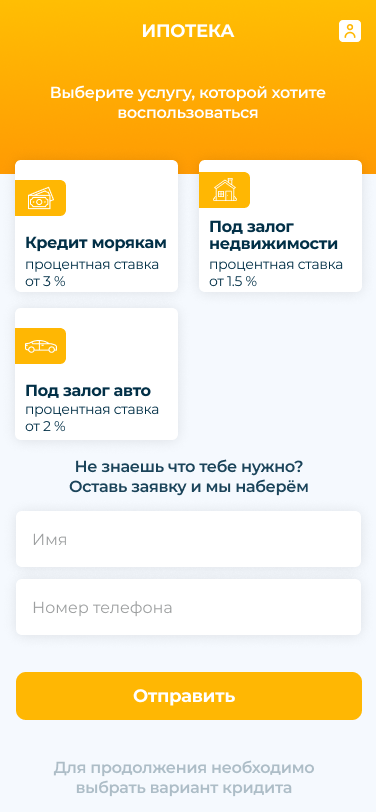 ИПОТЕКА
Выберите услугу, которой хотите
воспользоваться
Кредит морякам
процентная ставка
от 3 %
Под залог
недвижимости
процентная ставка
от 1.5 %
Под залог авто
процентная ставка
от 2 %
Не знаешь что тебе нужно?
Оставь заявку и мы наберём
Имя
Номер телефона
Отправить
Для продолжения необходимо
выбрать вариант кридита